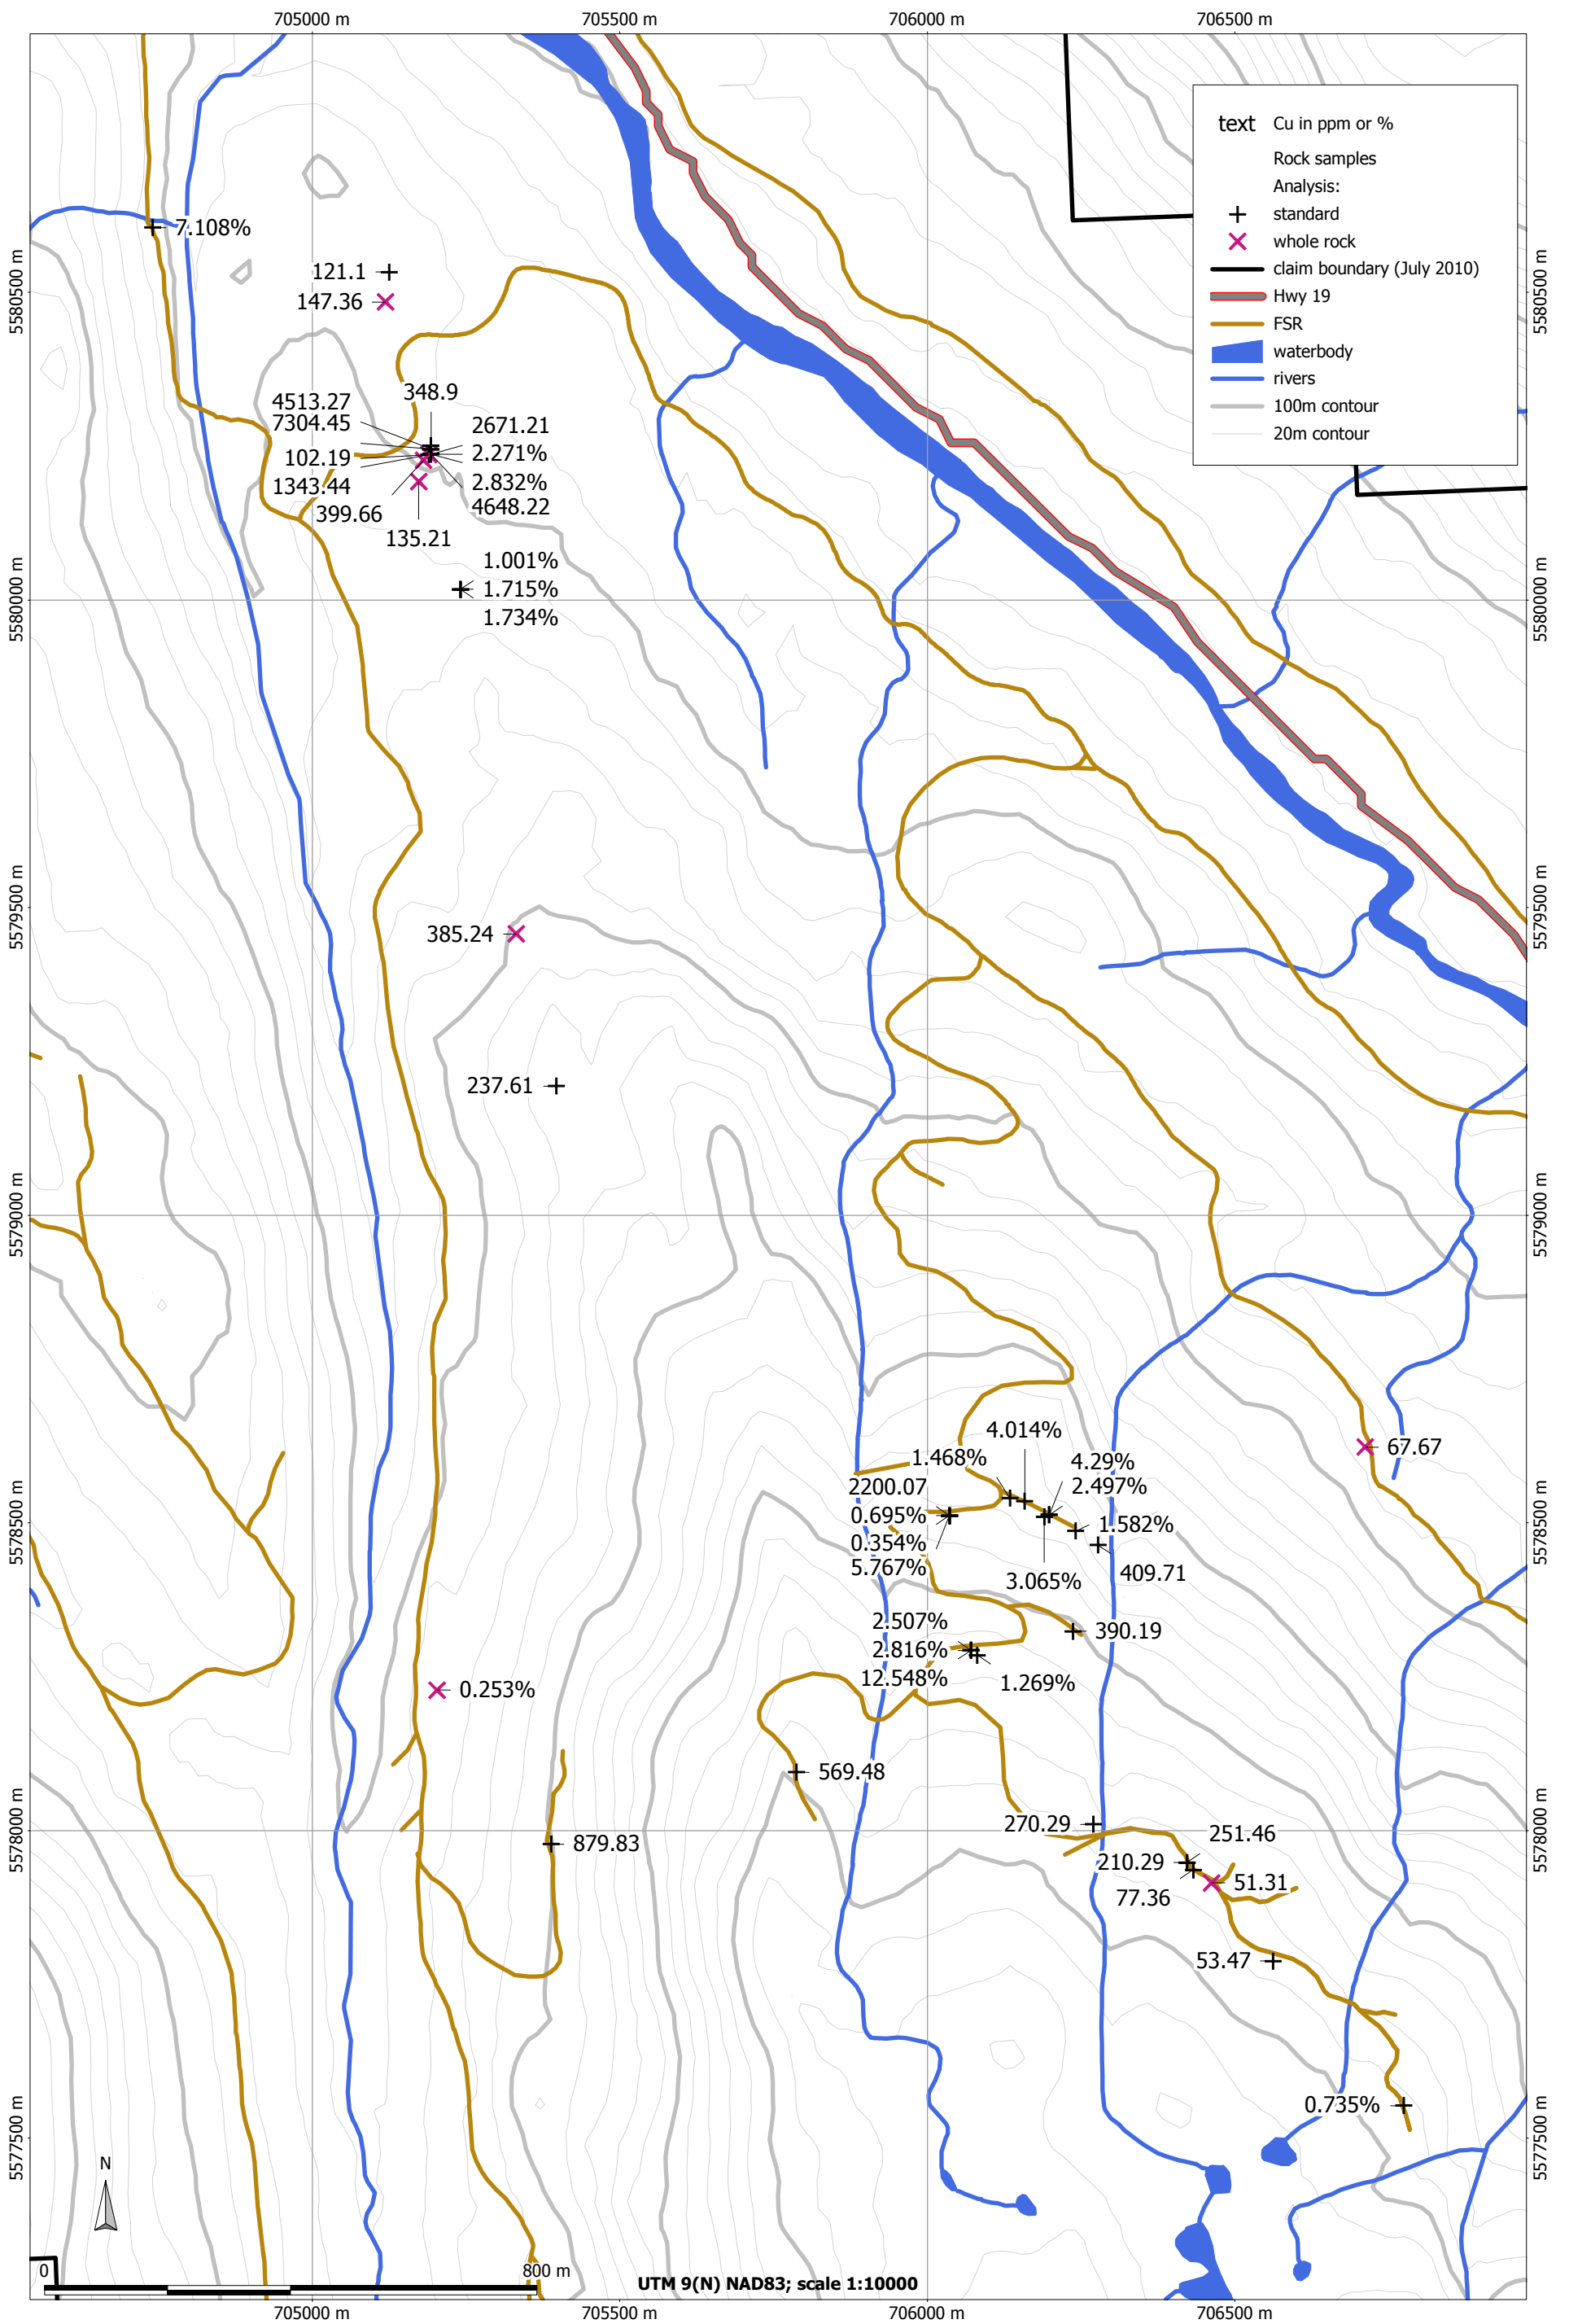 705000 m
705500 m
706000 m
706500 m
text Cu in ppm or %
Rock samples
Analysis:
standard
whole rock
claim boundary (July 2010)
Hwy 19
FSR
waterbody
rivers
100m contour
20m contour
7.108%
121.1
147.36
5580500 m
5580500 m
348.9
4513.27
7304.45
102.19
1343.44
399.66
135.21
2671.21
2.271%
2.832%
4648.22
1.001%
1.715%
1.734%
5580000 m
5580000 m
385.24
5579500 m
5579500 m
237.61
5579000 m
5579000 m
4.014%
1.468%
4.29%
2.497%
67.67
2200.07
0.695%
0.354%
5.767%
1.582%
3.065%
409.71
5578500 m
5578500 m
2.507%
2.816%
12.548%
390.19
1.269%
0.253%
569.48
879.83
270.29
251.46
210.29
77.36
51.31
5578000 m
5578000 m
53.47
0.735%
5577500 m
5577500 m
N
0
800 m
UTM 9(N) NAD83; scale 1:10000
705000 m
705500 m
706000 m
706500 m